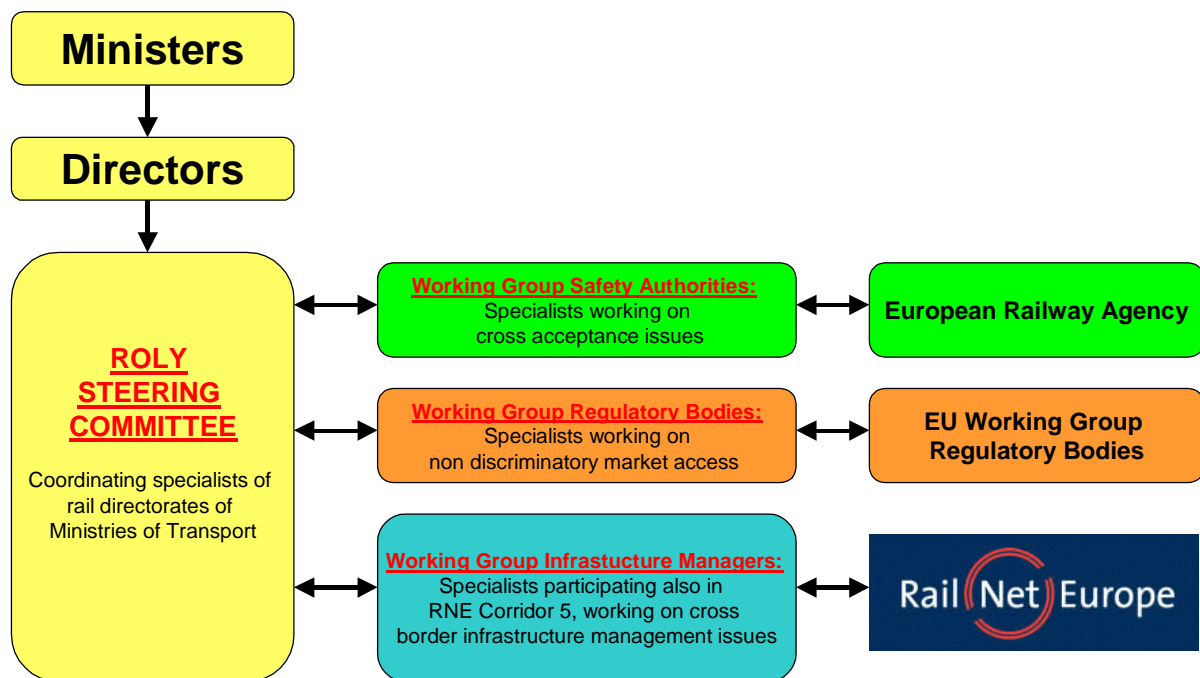 Ministers
Directors
ROLY
STEERING
COMMITTEE
Coordinating specialists of
rail directorates of
Ministries of Transport
Working Group Safety Authorities:
Specialists working on
cross acceptance issues
European Railway Agency
Working Group Regulatory Bodies:
Specialists working on
non discriminatory market access
EU Working Group
Regulatory Bodies
Working Group Infrastucture Managers:
Specialists participating also in
RNE Corridor 5, working on cross
border infrastructure management issues
Rail Net Europe